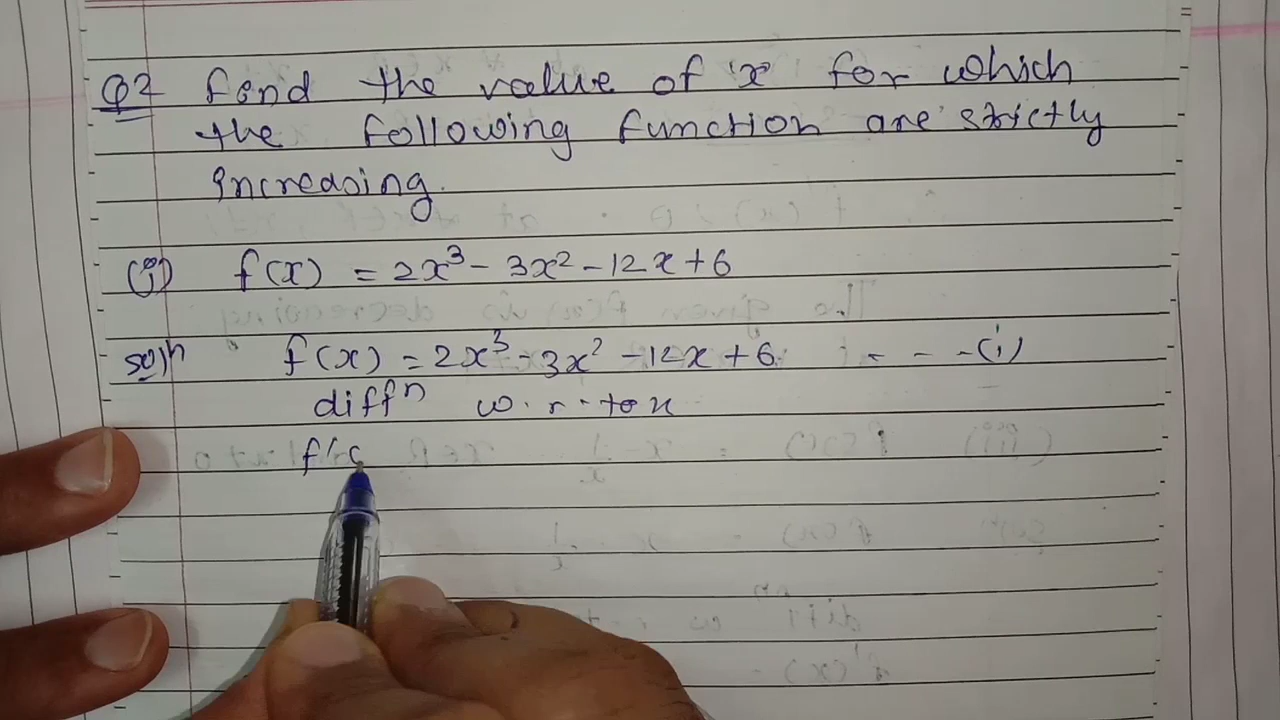 Q2 Find the value of 'x' for which
the following function are strictly
increasing.
(i) f(x) = 2x³ - 3x² - 12x + 6
solⁿ f(x) = 2x³ - 3x² - 12x + 6 - - - (i)
diffⁿ w.r.to x
f'(